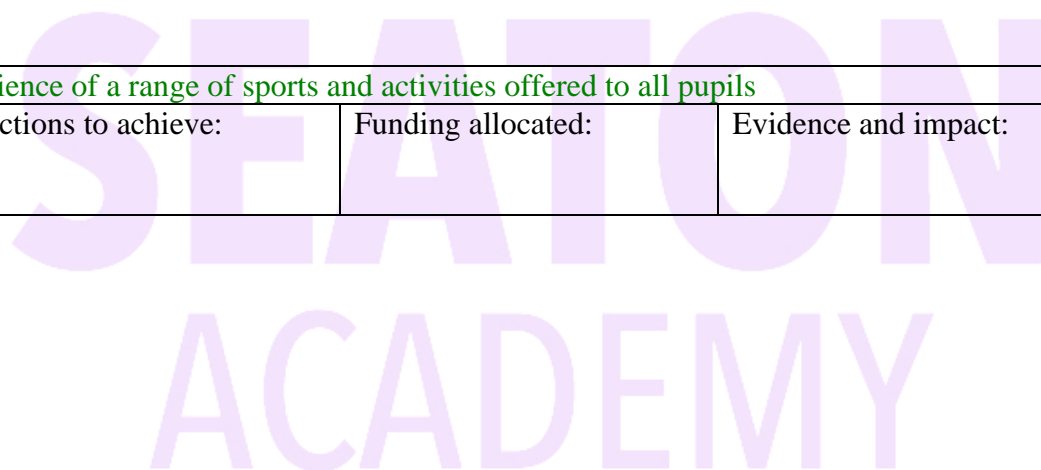 SEATON
ience of a range of sports and activities offered to all pupils
ctions to achieve: Funding allocated: Evidence and impact:
ACADEMY